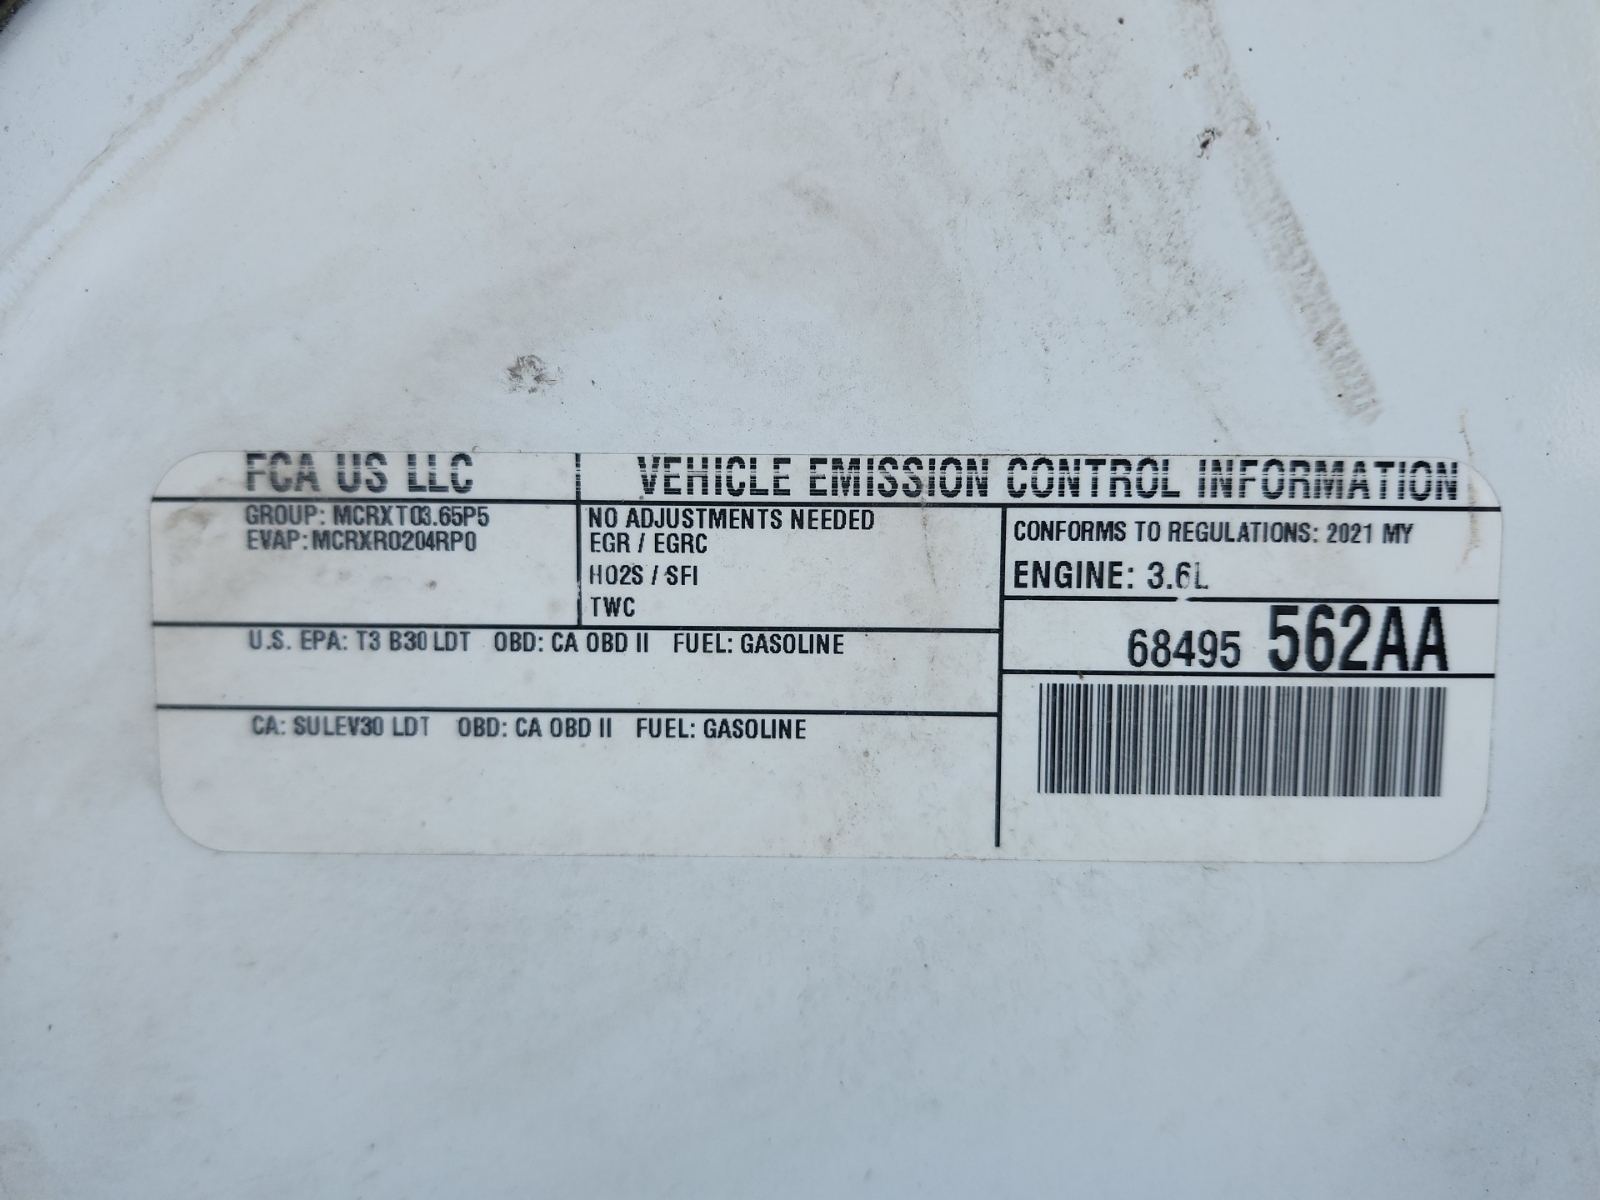 FCA US LLC
VEHICLE EMISSION CONTROL INFORMATION
GROUP: MCRXT03.65P5
EVAP: MCRXR0204RP0
NO ADJUSTMENTS NEEDED
EGR / EGRC
HO2S / SFI
TWC
CONFORMS TO REGULATIONS: 2021 MY
ENGINE: 3.6L
68495 562AA
U.S. EPA: T3 B30 LDT OBD: CA OBD II FUEL: GASOLINE
CA: SULEV30 LDT OBD: CA OBD II FUEL: GASOLINE